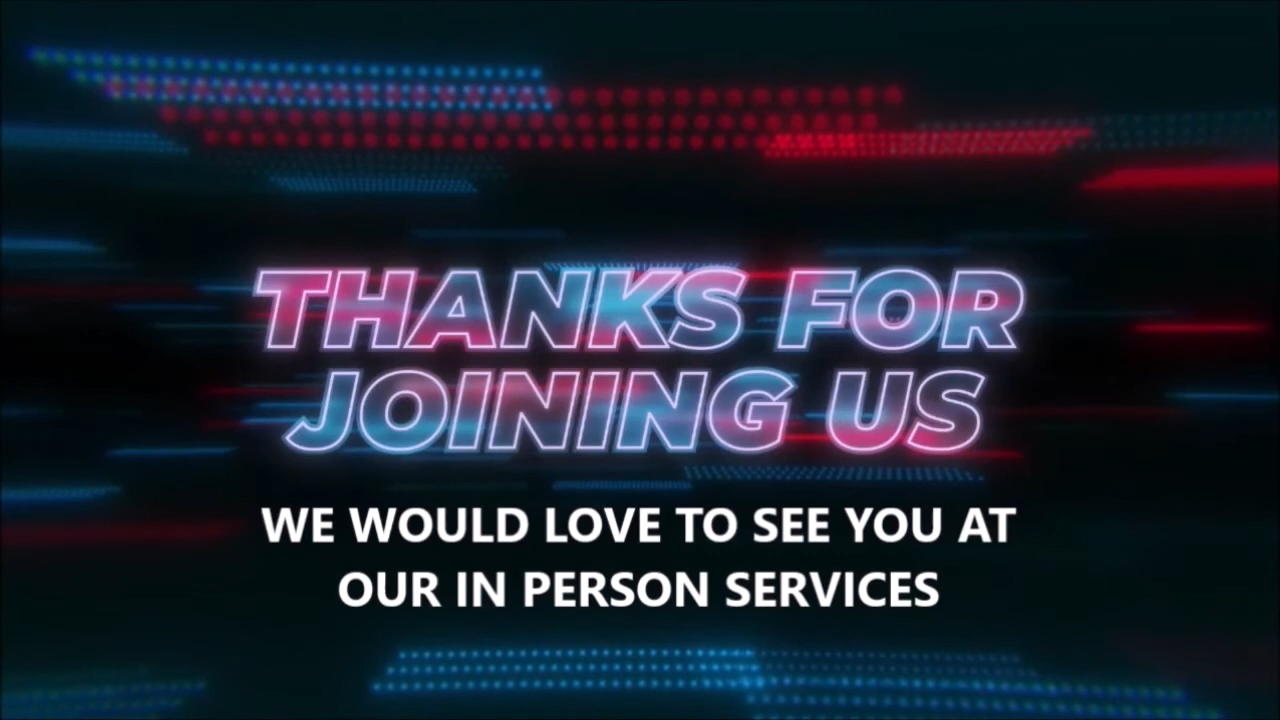 THANKS FOR
JOINING US
WE WOULD LOVE TO SEE YOU AT
OUR IN PERSON SERVICES